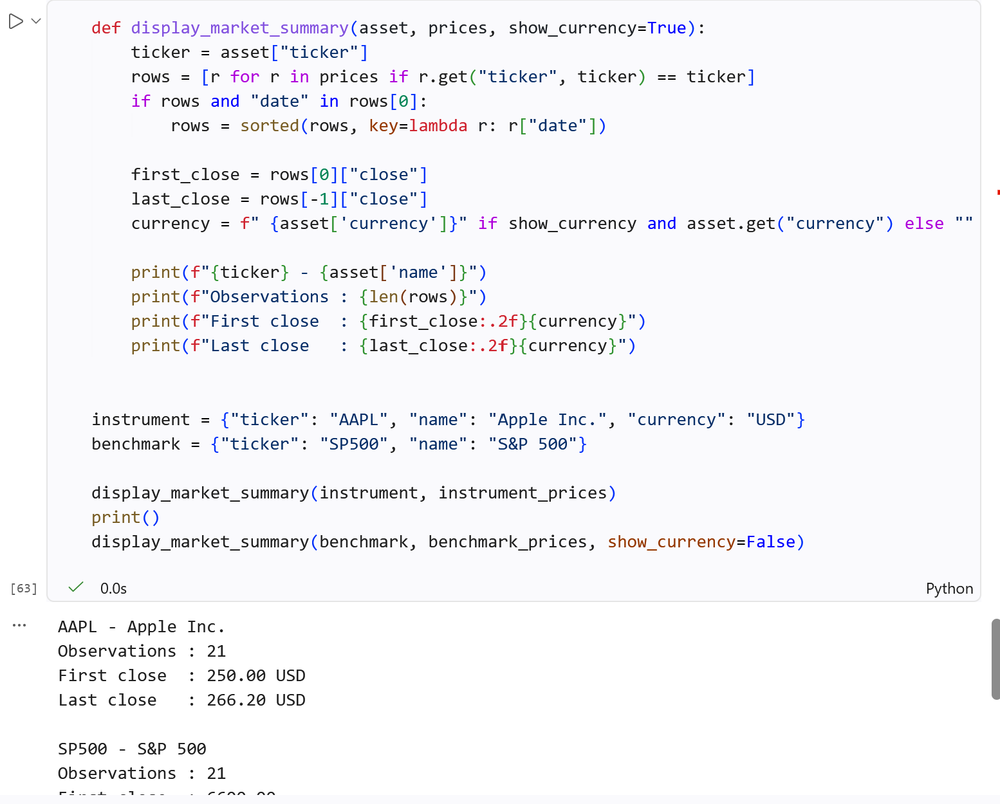 def display_market_summary(asset, prices, show_currency=True):
    ticker = asset["ticker"]
    rows = [r for r in prices if r.get("ticker", ticker) == ticker]
    if rows and "date" in rows[0]:
        rows = sorted(rows, key=lambda r: r["date"])

    first_close = rows[0]["close"]
    last_close = rows[-1]["close"]
    currency = f" {asset['currency']}" if show_currency and asset.get("currency") else ""

    print(f"{ticker} - {asset['name']}")
    print(f"Observations : {len(rows)}")
    print(f"First close  : {first_close:.2f}{currency}")
    print(f"Last close   : {last_close:.2f}{currency}")


instrument = {"ticker": "AAPL", "name": "Apple Inc.", "currency": "USD"}
benchmark = {"ticker": "SP500", "name": "S&P 500"}

display_market_summary(instrument, instrument_prices)
print()
display_market_summary(benchmark, benchmark_prices, show_currency=False)
[63] 0.0s Python
AAPL - Apple Inc.
Observations : 21
First close  : 250.00 USD
Last close   : 266.20 USD

SP500 - S&P 500
Observations : 21
First close  :